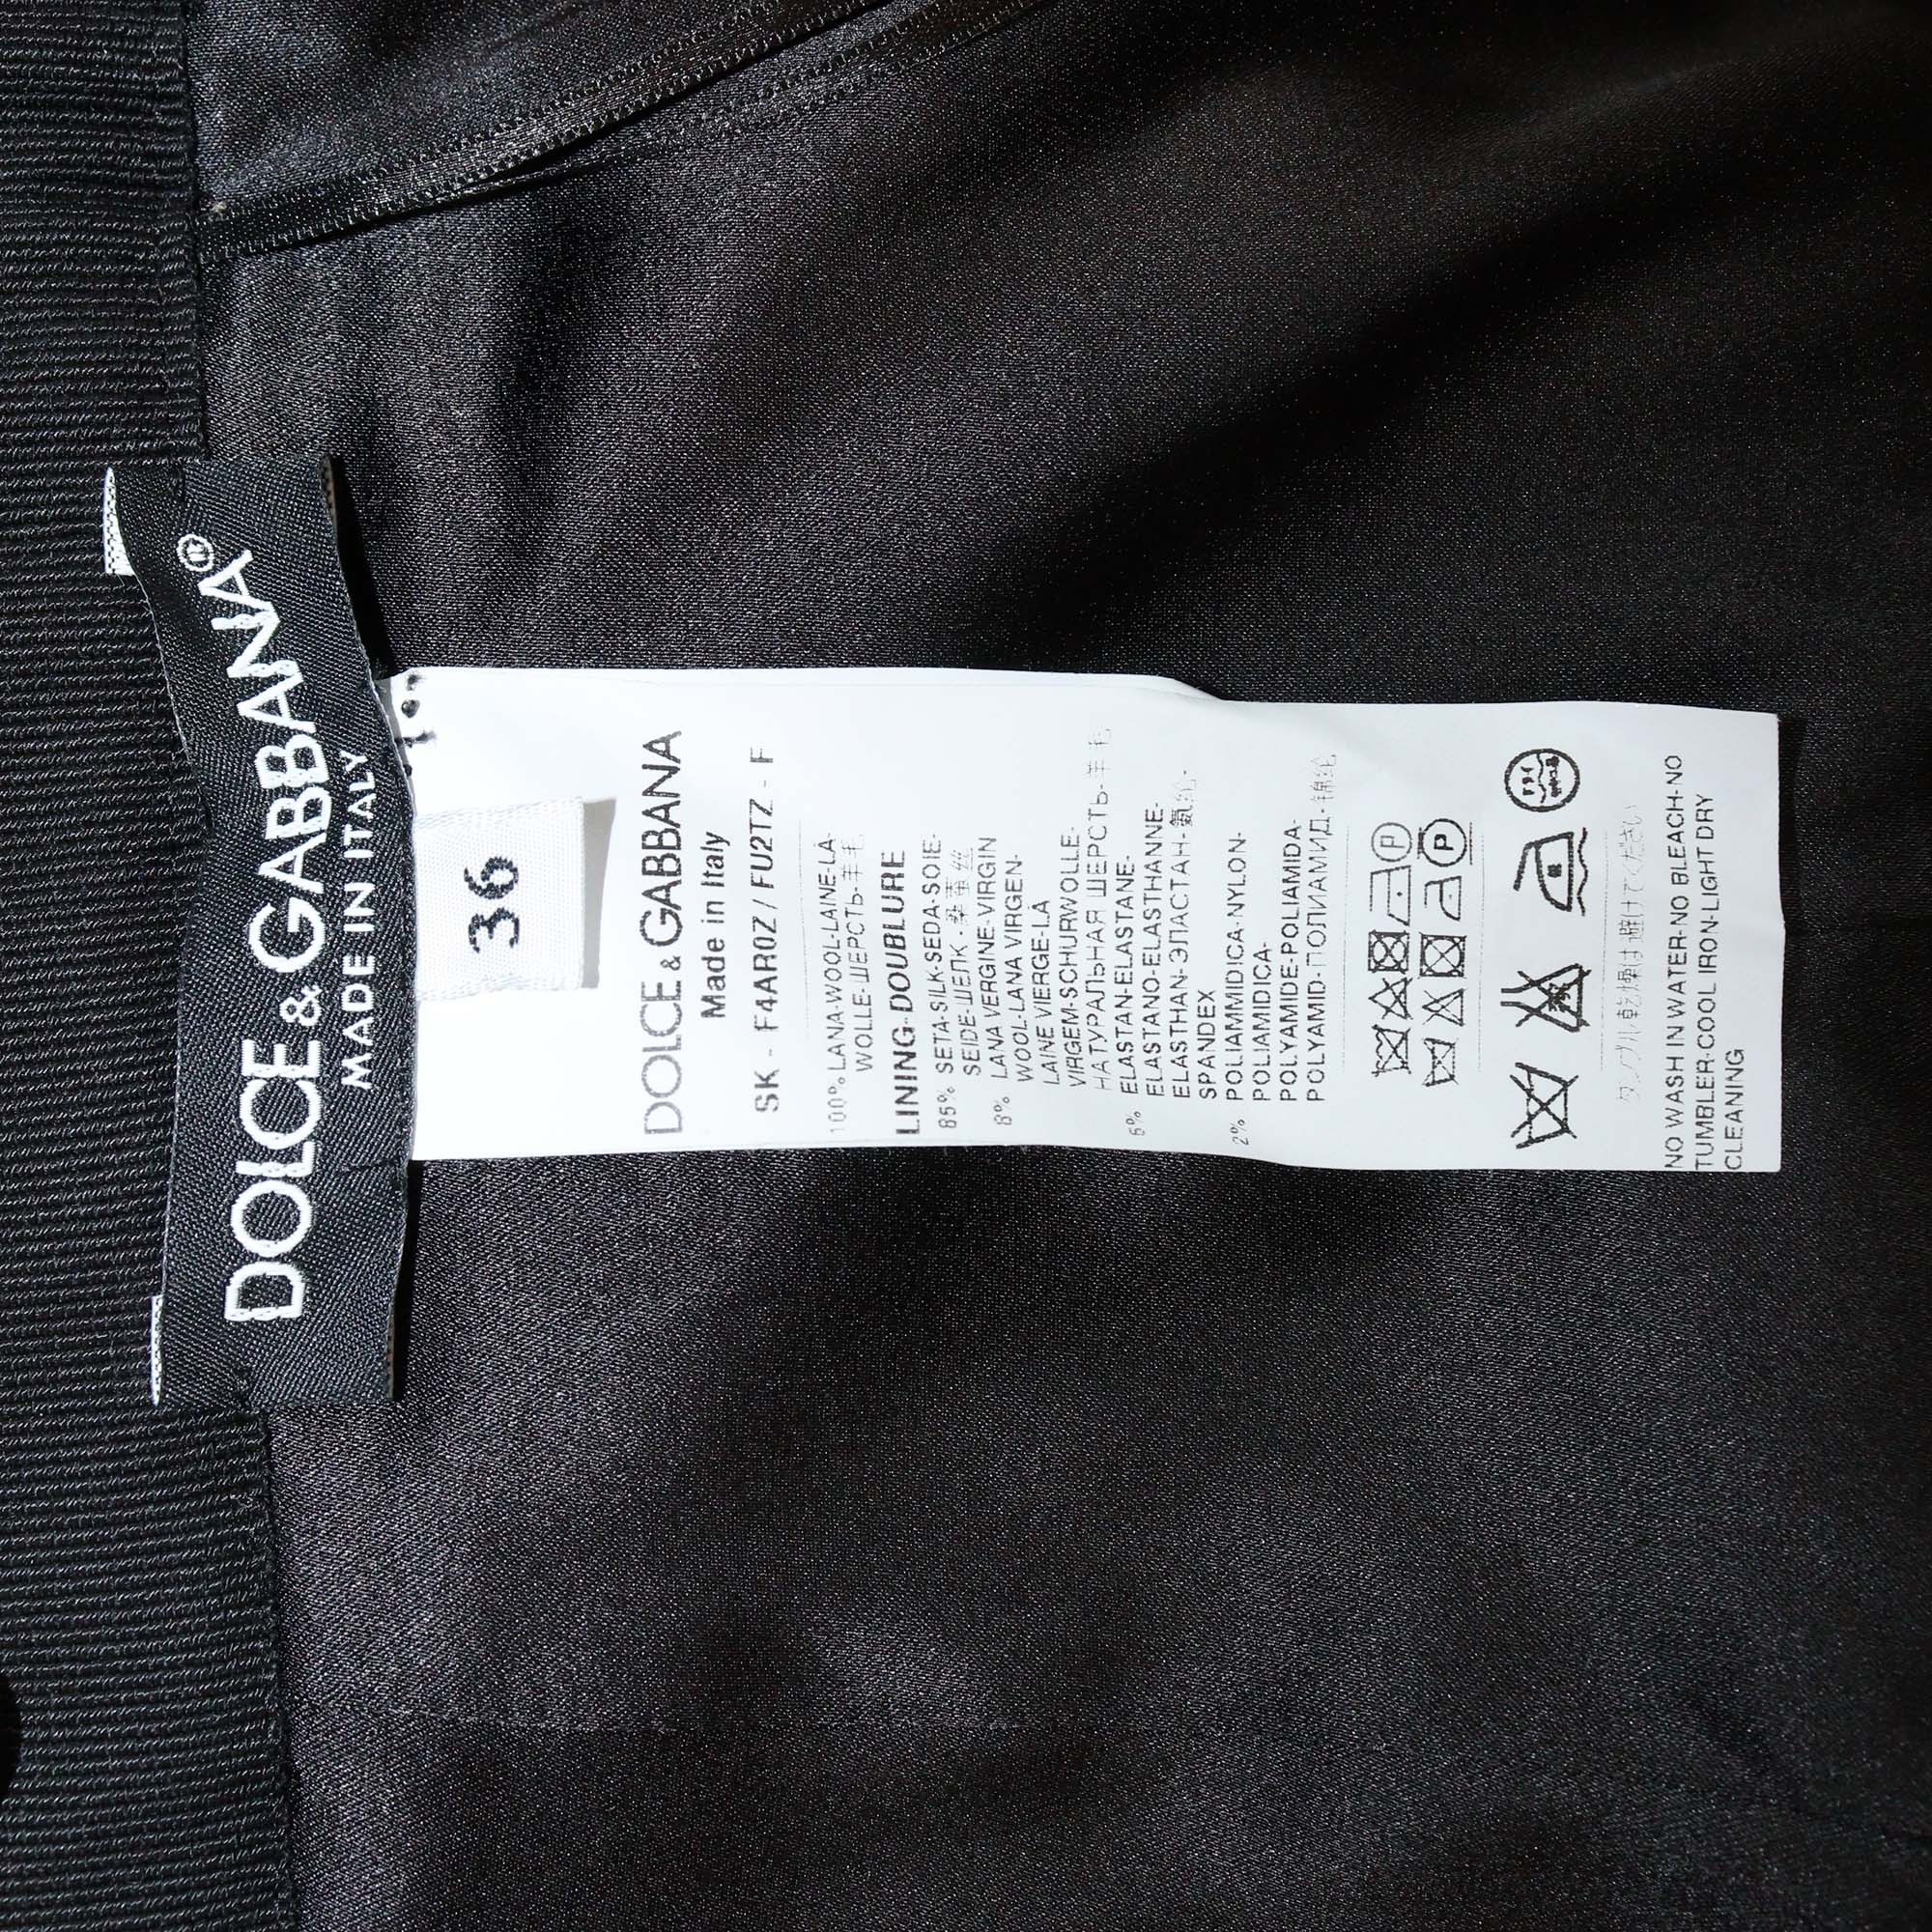 DOLCE & GABBANA®
MADE IN ITALY
36
DOLCE & GABBANA
Made in Italy
SK - F4AR0Z / FU2TZ - F
100% LANA-WOOL-LAINE-LA-
WOLLE-ШЕРСТЬ-羊毛
LINING-DOUBLURE
85% SETA-SILK-SEDA-SOIE-
SEIDE-ШЕЛК-桑蚕丝
8% LANA VERGINE-VIRGIN
WOOL-LANA VIRGEN-
LAINE VIERGE-LÀ
VIRGEM-SCHURWOLLE-
НАТУРАЛЬНАЯ ШЕРСТЬ-羊毛
ELASTAN-ELASTANE-
ELASTANO-ELASTHANNE-
ELASTHAN-ЭЛАСТАН-氨纶-
SPANDEX
2% POLIAMMIDICA-NYLON-
POLIAMIDICA-
POLYAMIDE-POLIAMIDA-
POLYAMID-ПОЛИАМИД-锦纶
P
P
タンブル乾燥は避けてください
NO WASH IN WATER-NO BLEACH-NO
TUMBLER-COOL IRON-LIGHT DRY
CLEANING